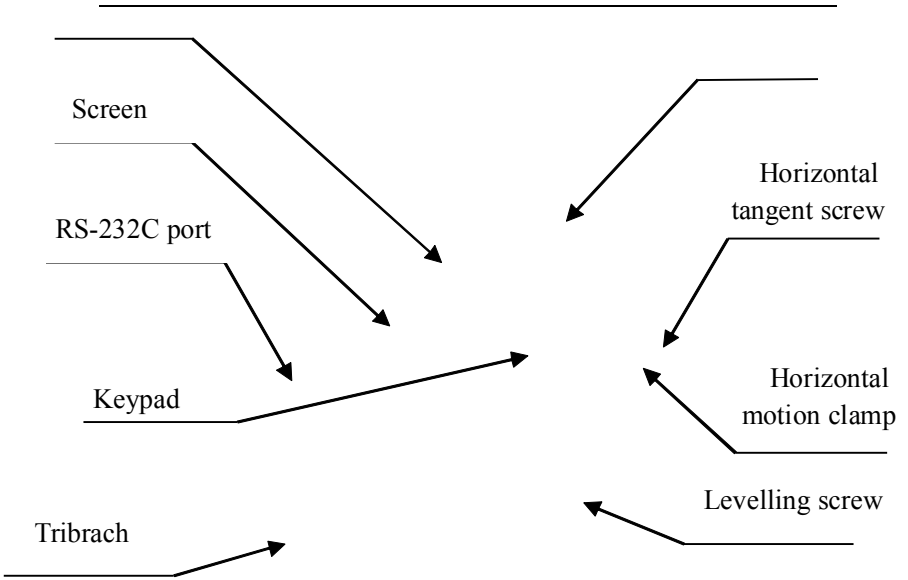 Screen
RS-232C port
Keypad
Tribrach
Horizontal
tangent screw
Horizontal
motion clamp
Levelling screw